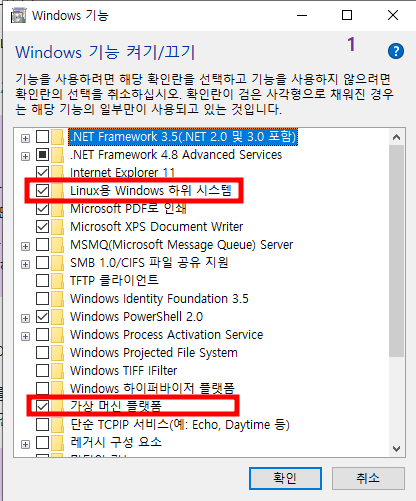 Windows 기능
1
Windows 기능 켜기/끄기
기능을 사용하려면 해당 확인란을 선택하고 기능을 사용하지 않으려면
확인란의 선택을 취소하십시오. 확인란이 검은 사각형으로 채워진 경우
는 해당 기능의 일부만이 사용되고 있는 것입니다.
.NET Framework 3.5(.NET 2.0 및 3.0 포함)
.NET Framework 4.8 Advanced Services
Internet Explorer 11
Linux용 Windows 하위 시스템
Microsoft PDF로 인쇄
Microsoft XPS Document Writer
MSMQ(Microsoft Message Queue) Server
SMB 1.0/CIFS 파일 공유 지원
TFTP 클라이언트
Windows Identity Foundation 3.5
Windows PowerShell 2.0
Windows Process Activation Service
Windows Projected File System
Windows TIFF IFilter
Windows 하이퍼바이저 플랫폼
가상 머신 플랫폼
단순 TCPIP 서비스(예: Echo, Daytime 등)
레거시 구성 요소
확인
취소